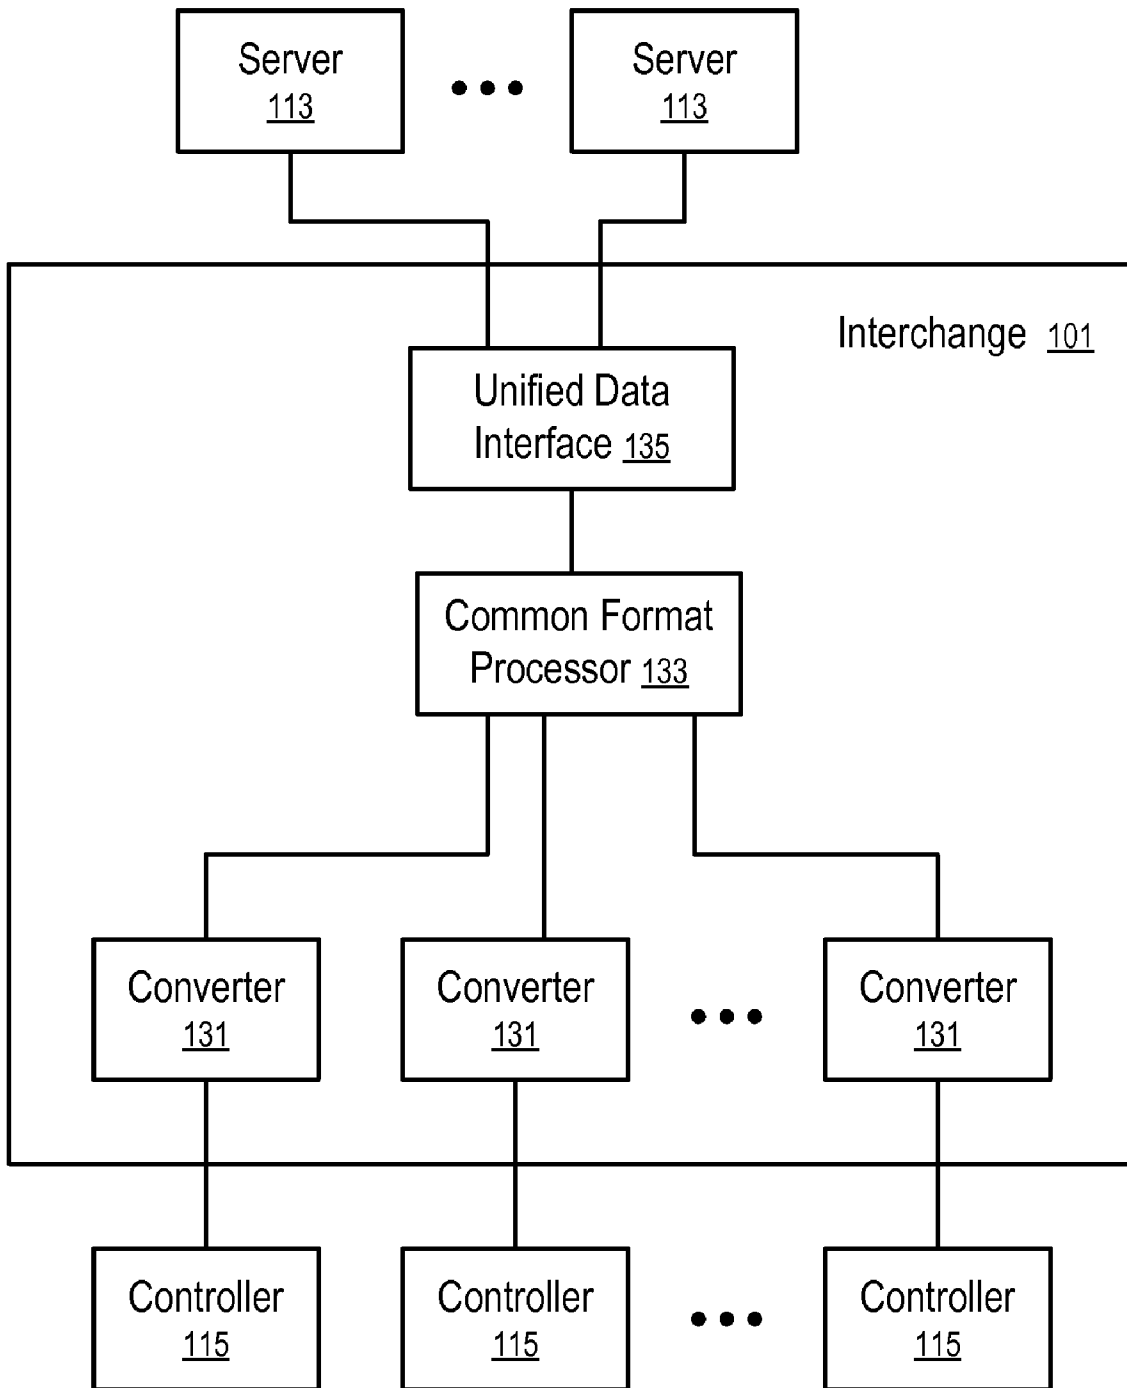 Server
113
Server
113
Interchange 101
Unified Data
Interface 135
Common Format
Processor 133
Converter
131
Converter
131
Converter
131
Controller
115
Controller
115
Controller
115